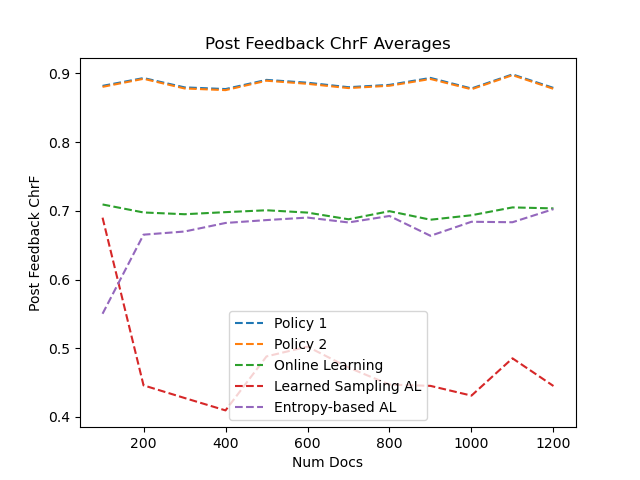 Post Feedback ChrF Averages
Post Feedback ChrF
0.9
0.8
0.7
0.6
0.5
0.4
Policy 1
Policy 2
Online Learning
Learned Sampling AL
Entropy-based AL
200
400
600
800
1000
1200
Num Docs